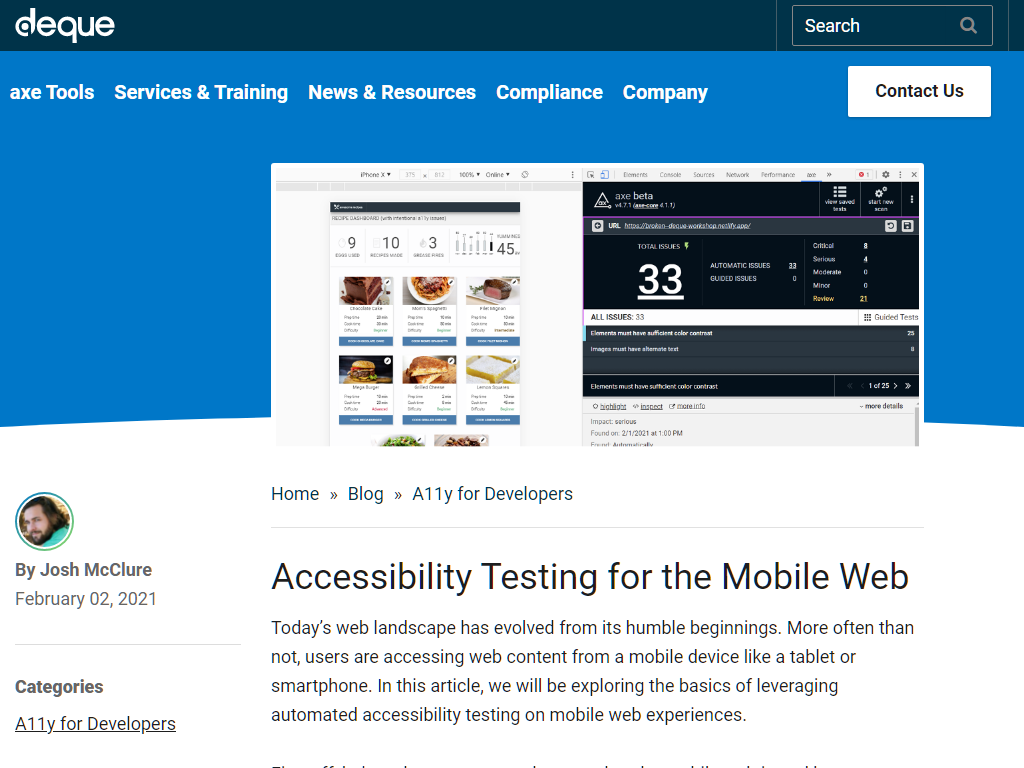 deque
Search
axe Tools
Services & Training
News & Resources
Compliance
Company
Contact Us
iPhone X
375 x 812
100%
Online
Elements
Console
Sources
Network
Performance
axe
»
1
RECIPE DASHBOARD (with intentional a11y issues)
9
EGGS USED
10
RECIPES MADE
3
GREASE FIRES
45
Chocolate Cake
Mom's Spaghetti
Filet Mignon
Prep time
Cook time
Difficulty
Mega Burger
Grilled Cheese
Lemon Squares
axe beta
v4.7.1 (axe-core 4.1.1)
view saved tests
start new scan
URL https://broken-deque-workshop.netlify.app/
TOTAL ISSUES
33
AUTOMATIC ISSUES 33
GUIDED ISSUES 0
Critical 8
Serious 4
Moderate 0
Minor 0
Review 21
ALL ISSUES: 33
Guided Tests
Elements must have sufficient color contrast 25
Images must have alternate text 8
Elements must have sufficient color contrast
1 of 25
highlight
</> inspect
more info
more details
Impact: serious
Found on: 2/1/2021 at 1:00 PM
Found: Automatically
Home » Blog » A11y for Developers
By Josh McClure
February 02, 2021
Categories
A11y for Developers
Accessibility Testing for the Mobile Web
Today’s web landscape has evolved from its humble beginnings. More often than
not, users are accessing web content from a mobile device like a tablet or
smartphone. In this article, we will be exploring the basics of leveraging
automated accessibility testing on mobile web experiences.